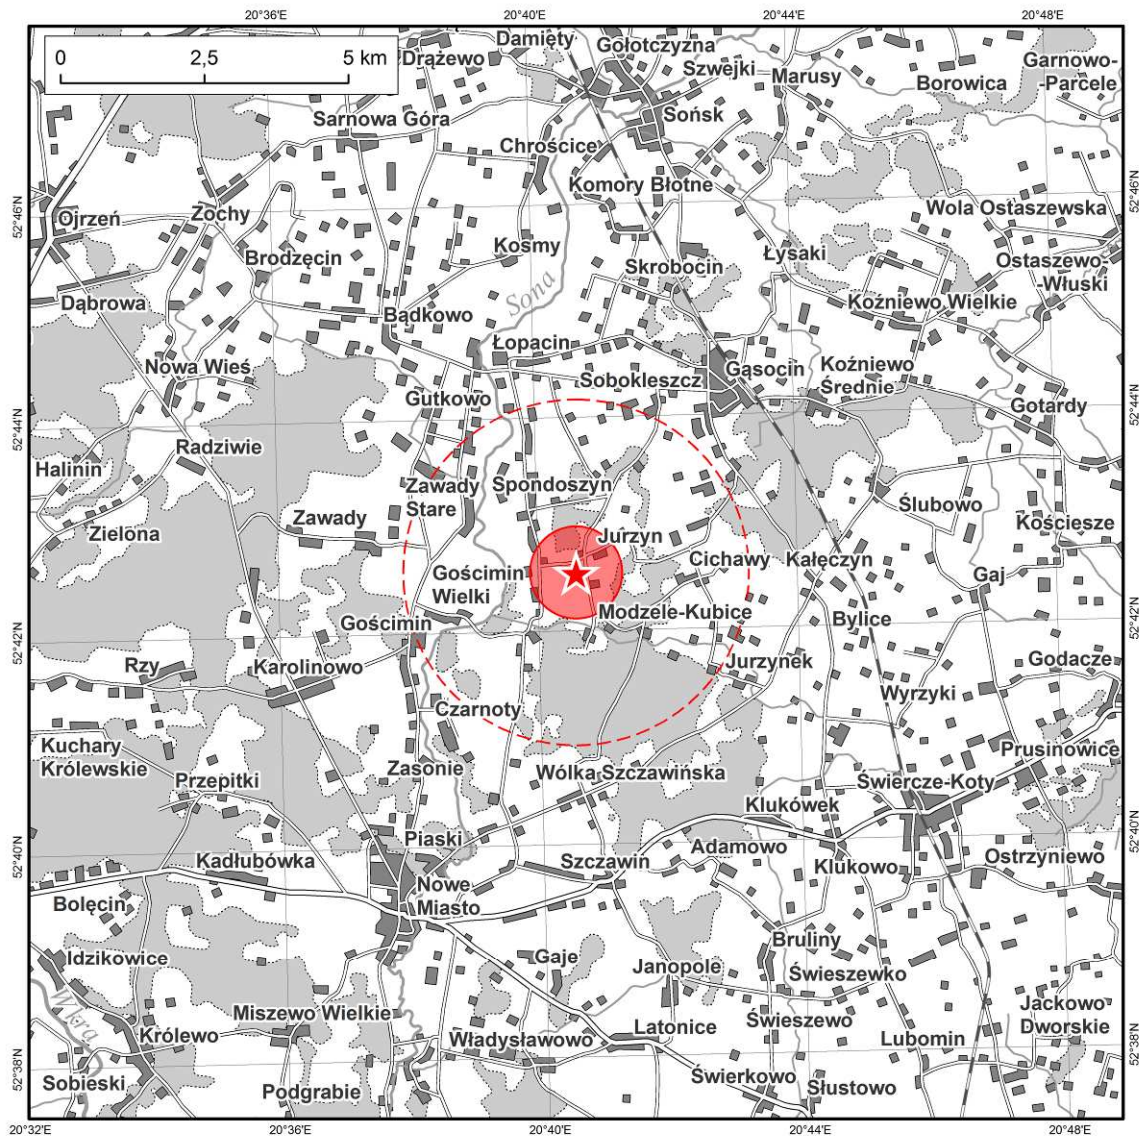 20°36'E
20°40'E
20°44'E
20°48'E
0
2,5
5 km
Damięty
Gołotczyzna
Drążewo
Szwejki
Marusy
Borowica
Garnowo-
-Parcele
Sarnowa Góra
Sońsk
Chrościce
Komory Błotne
52°46'N
52°46'N
Ojrzeń
Żochy
Wola Ostaszewska
Kosmy
Brodzęcin
Łysaki
Ostaszewo-
-Włuski
Skrobocin
Sona
Dąbrowa
Bądkowo
Koźniewo Wielkie
Łopacin
Nowa Wieś
Sobokleszcz
Gąsocin
Koźniewo
Średnie
Gutkowo
Gotardy
52°44'N
52°44'N
Radziwie
Halinin
Zawady
Stare
Spondoszyn
Ślubowo
Zawady
Kościesze
Zielona
Jurzyn
Cichawy
Kałęczyn
Gaj
Gościmin
Wielki
Modzele-Kubice
Gościmin
Bylice
52°42'N
52°42'N
Rzy
Karolinowo
Jurzynek
Godacze
Wyrzyki
Czarnoty
Kuchary
Królewskie
Prusinowice
Przepitki
Zasonie
Wólka Szczawińska
Świercze-Koty
Klukówek
52°40'N
52°40'N
Piaski
Adamowo
Kadłubówka
Szczawin
Klukowo
Ostrzyniewo
Nowe
Miasto
Bolęcin
Bruliny
Idzikowice
Gaje
Janopole
Świeszewko
Wkra
Miszewo Wielkie
Świeszewo
Jackowo
Dworskie
Królewo
Latonice
Władysławowo
Lubomin
52°38'N
52°38'N
Sobieski
Podgrabie
Świerkowo
Słustowo
20°32'E
20°36'E
20°40'E
20°44'E
20°48'E